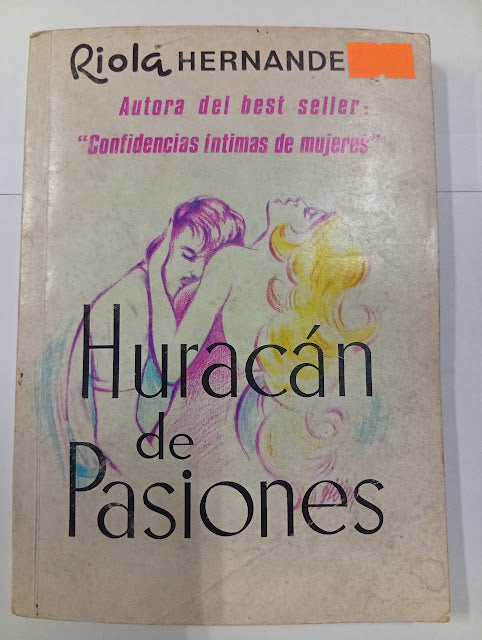 Riolá HERNANDE
Autora del best seller:
"Confidencias íntimas de mujeres"
Huracán
de
Pasiones